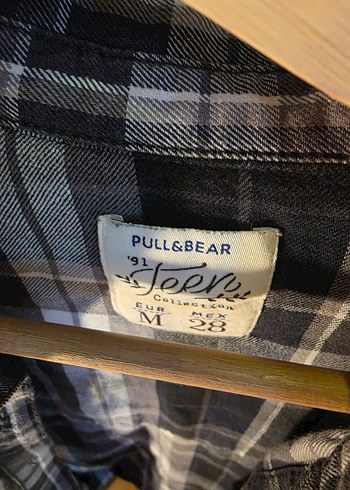 PULL&BEAR
'91
Teen
Collection
EUR MEX
M 28